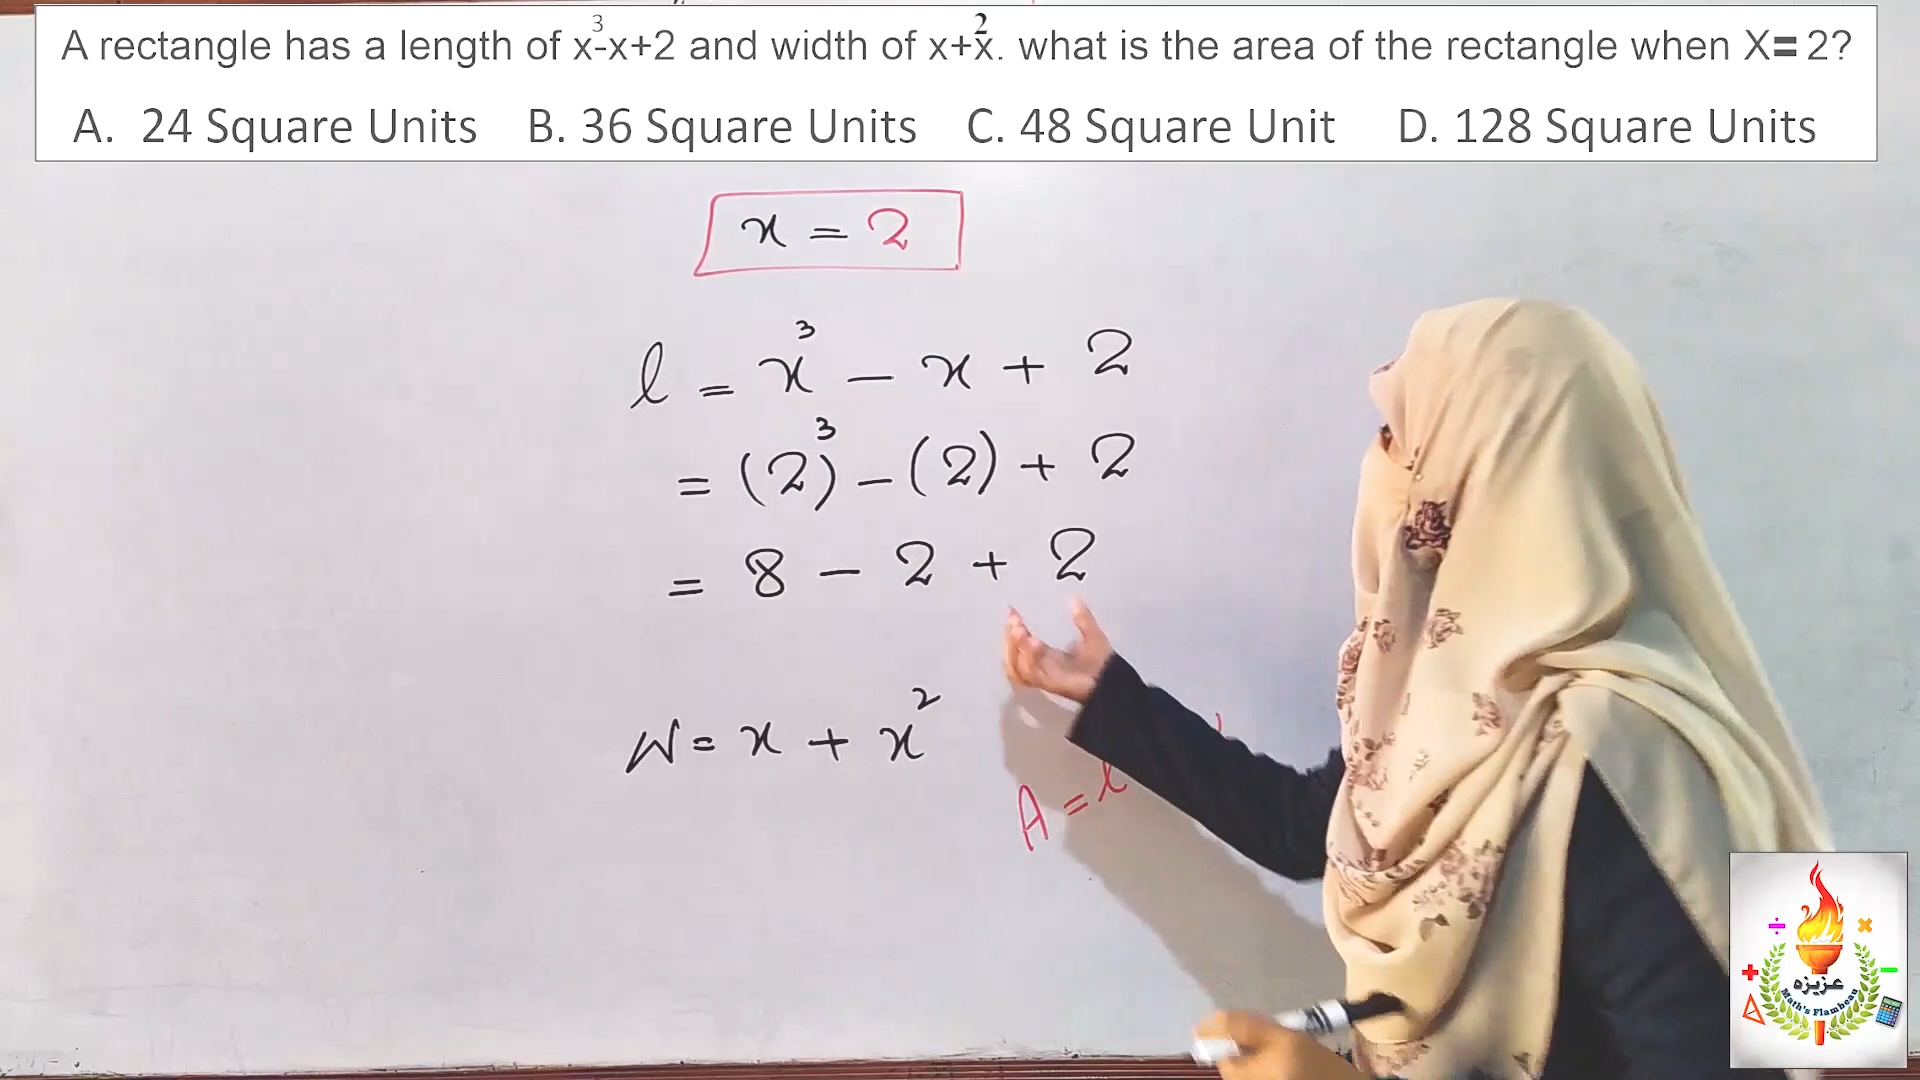 A rectangle has a length of x³-x+2 and width of x+x². what is the area of the rectangle when X= 2?
A. 24 Square Units B. 36 Square Units C. 48 Square Unit D. 128 Square Units
x = 2
l = x³ - x + 2
= (2)³ - (2) + 2
= 8 - 2 + 2
W = x + x²
A = l
عزیزہ
Math's Flambeau